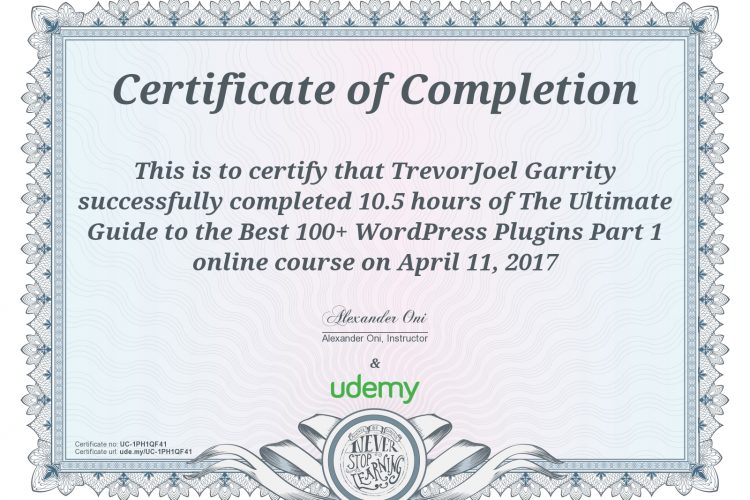 Certificate of Completion
This is to certify that TrevorJoel Garrity
successfully completed 10.5 hours of The Ultimate
Guide to the Best 100+ WordPress Plugins Part 1
online course on April 11, 2017
Alexander Oni
Alexander Oni, Instructor
&
udemy
Certificate no: UC-1PH1QF41
Certificate url: ude.my/UC-1PH1QF41
NEVER
STOP
LEARNING